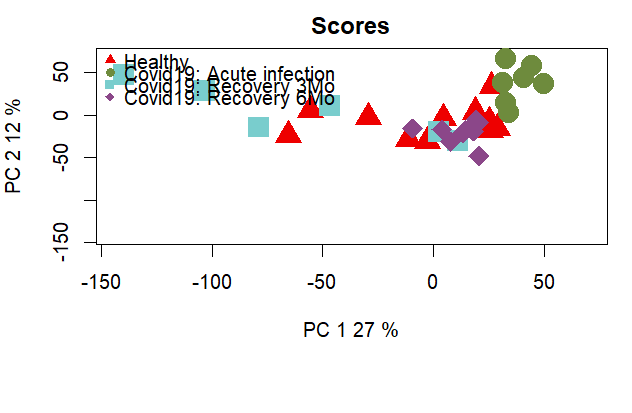 Scores
Healthy
Covid19: Acute infection
Covid19: Recovery 3Mo
Covid19: Recovery 6Mo
PC 2 12 %
50
0
-50
-150
-150
-100
-50
0
50
PC 1 27 %